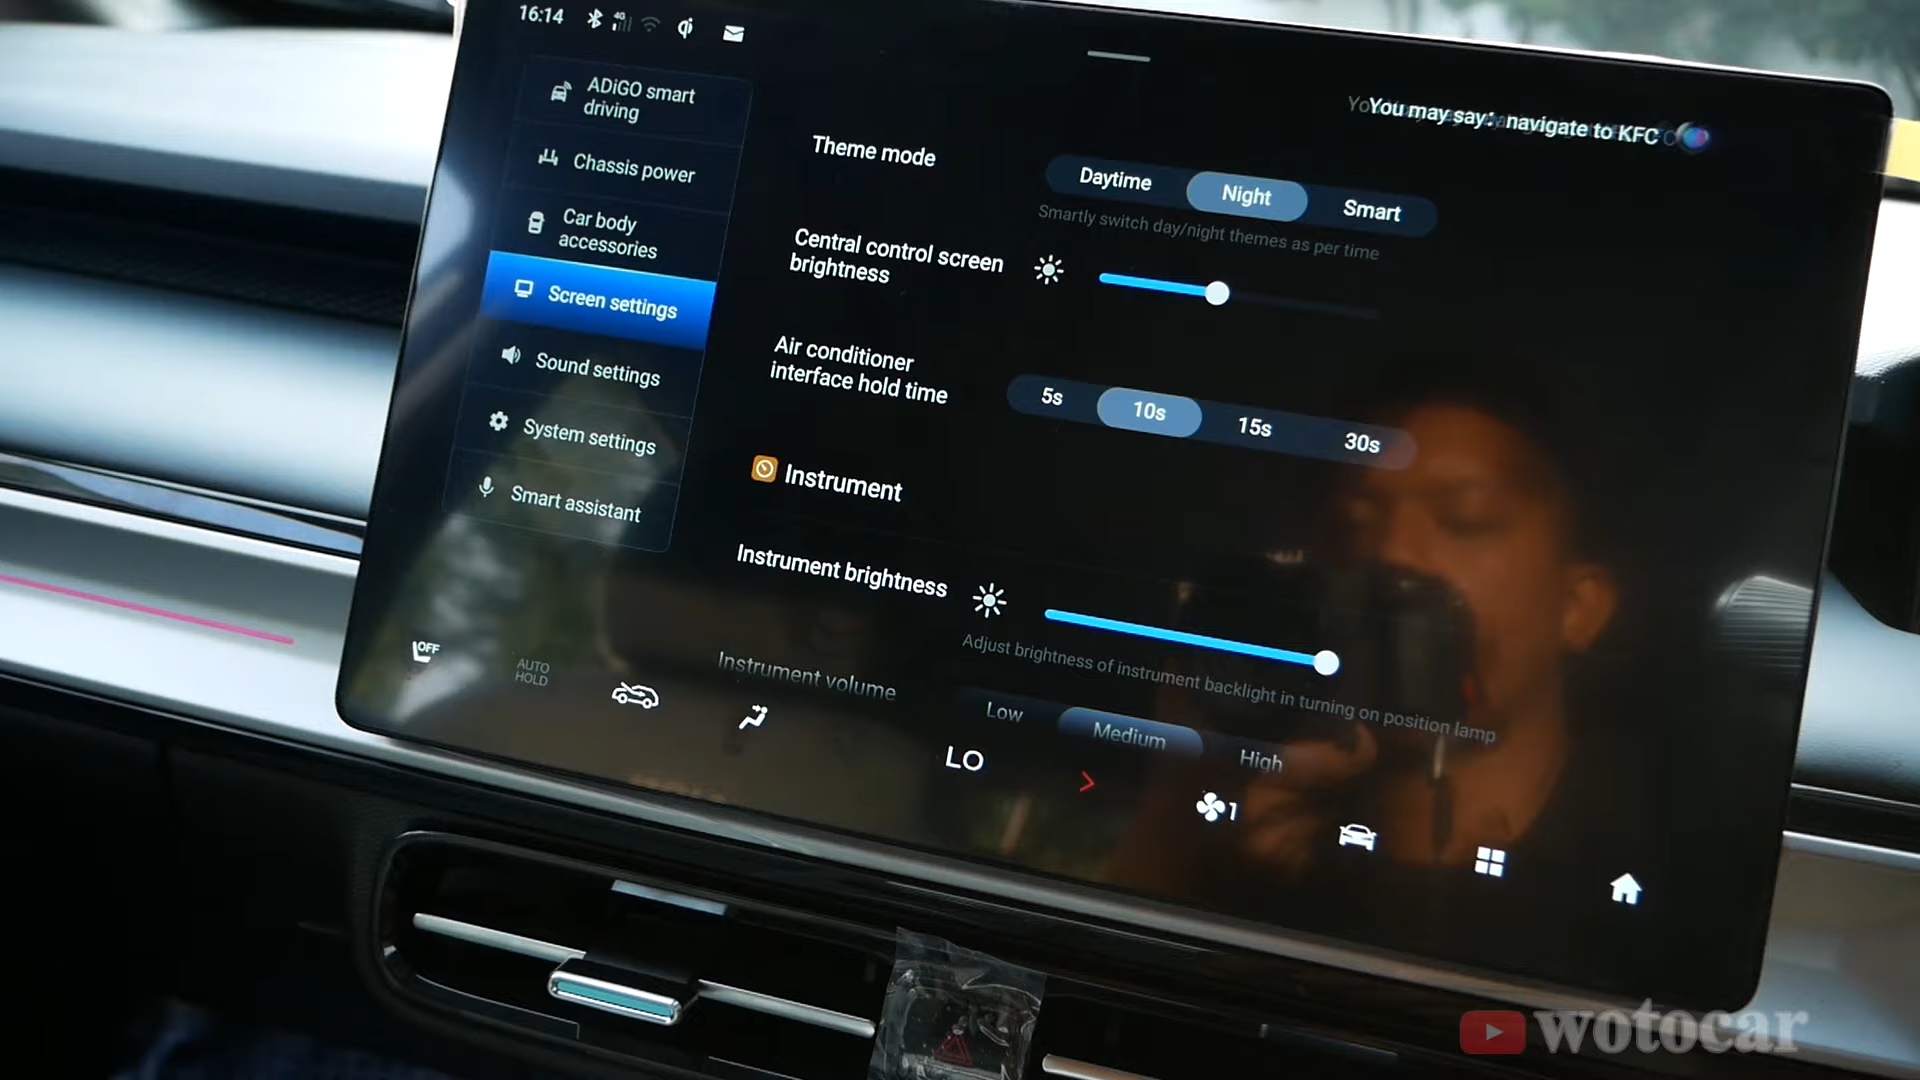 16:14
4G
You may say: navigate to KFC
ADiGO smart
driving
Chassis power
Car body
accessories
Screen settings
Sound settings
System settings
Smart assistant
Theme mode
Daytime
Night
Smart
Smartly switch day/night themes as per time
Central control screen
brightness
Air conditioner
interface hold time
5s
10s
15s
30s
Instrument
Instrument brightness
Adjust brightness of instrument backlight in turning on position lamp
Instrument volume
Low
Medium
High
OFF
AUTO
HOLD
LO
1
wotocar